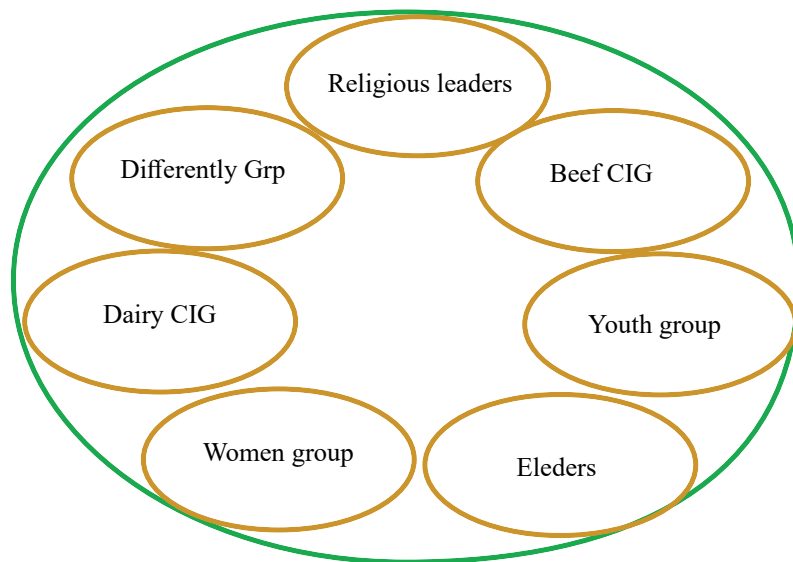 Religious leaders
Differently Grp
Beef CIG
Dairy CIG
Youth group
Women group
Eleders